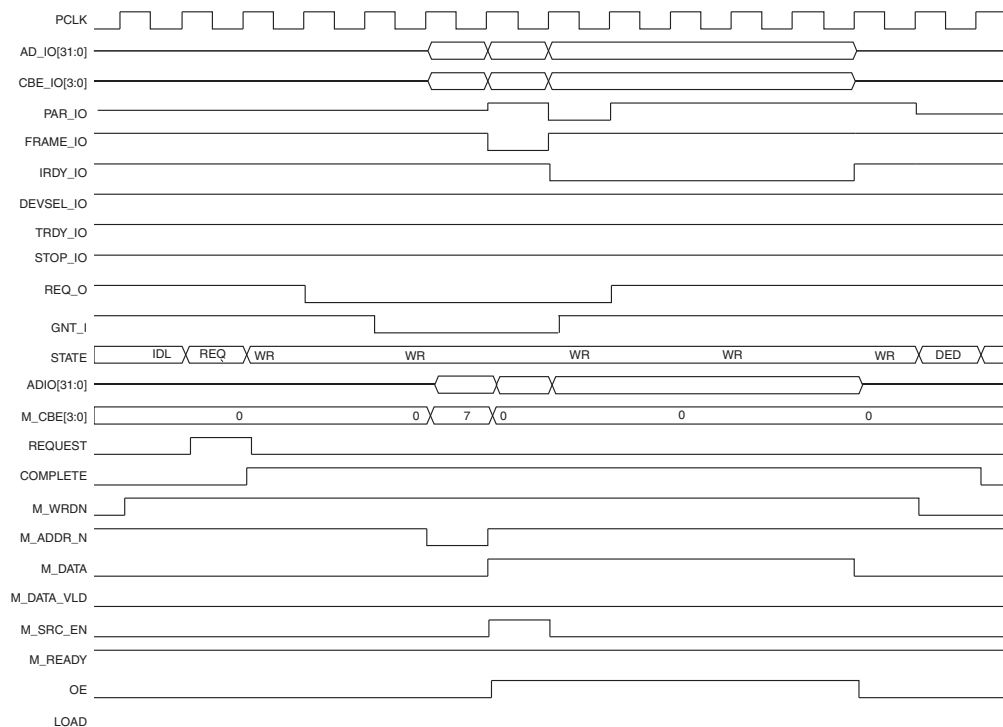 PCLK
AD_IO[31:0]
CBE_IO[3:0]
PAR_IO
FRAME_IO
IRDY_IO
DEVSEL_IO
TRDY_IO
STOP_IO
REQ_O
GNT_I
STATE IDL REQ WR WR WR WR WR DED
ADIO[31:0]
M_CBE[3:0] 0 0 7 0 0 0
REQUEST
COMPLETE
M_WRDN
M_ADDR_N
M_DATA
M_DATA_VLD
M_SRC_EN
M_READY
OE
LOAD